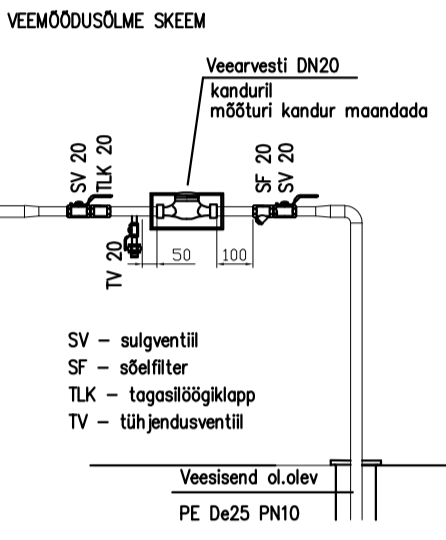 VEEMÕÕDUSÕLME SKEEM
Veearvesti DN20
kanduril
mõõturi kandur maandada
SV 20
TLK 20
SF 20
SV 20
TV 20
50
100
SV – sulgventiil
SF – sõelfilter
TLK – tagasilöögiklapp
TV – tühjendusventiil
Veesisend ol.olev
PE De25 PN10